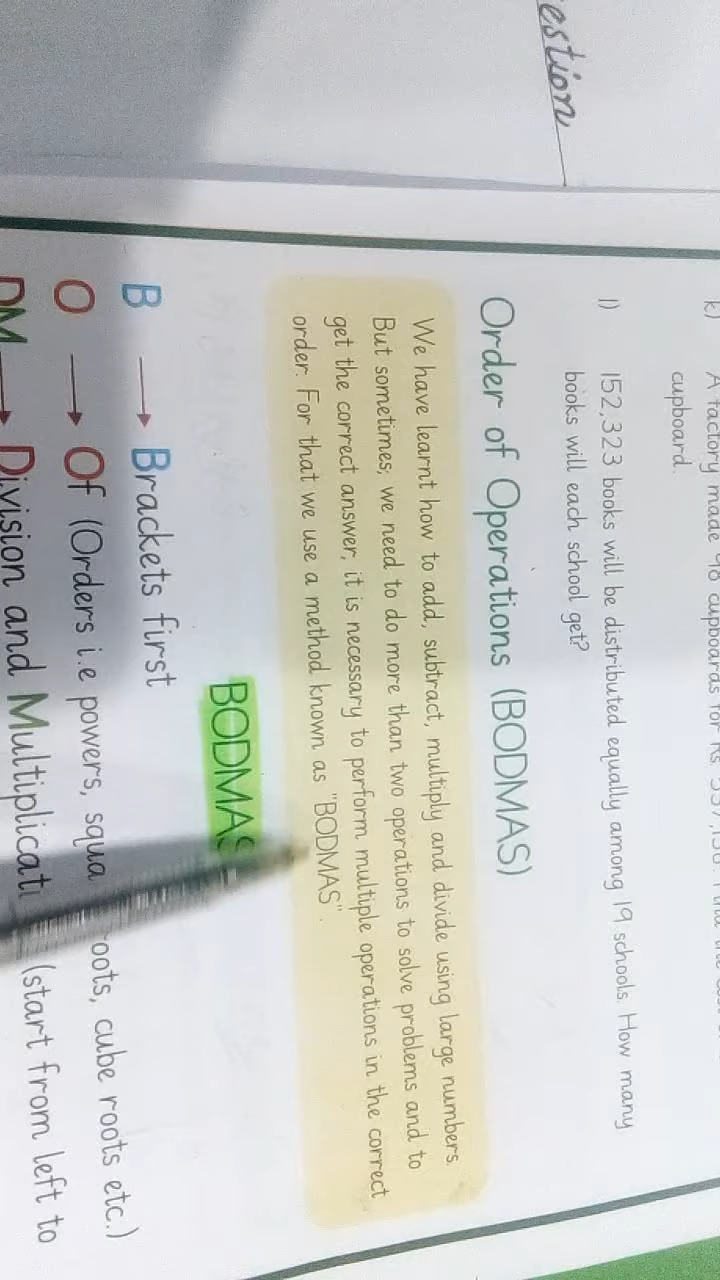 estion
k) A factory made 98 cupboards for Rs
cupboard.
l) 152,323 books will be distributed equally among 19 schools. How many
books will each school get?
Order of Operations (BODMAS)
We have learnt how to add, subtract, multiply and divide using large numbers.
But sometimes, we need to do more than two operations to solve problems and to
get the correct answer, it is necessary to perform multiple operations in the correct
order. For that we use a method known as "BODMAS".
BODMAS
B → Brackets first
O → Of (Orders i.e powers, squa roots, cube roots etc.)
DM → Division and Multiplicati (start from left to